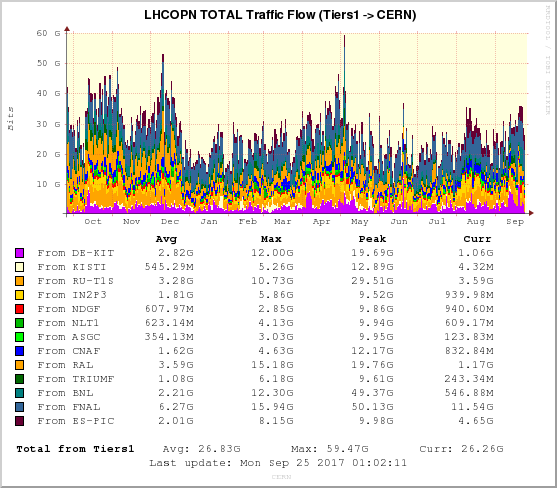 LHCOPN TOTAL Traffic Flow (Tiers1 -> CERN)
RRDTOOL / TOBI OETIKER
Bits
60 G
50 G
40 G
30 G
20 G
10 G
0
Oct Nov Dec Jan Feb Mar Apr May Jun Jul Aug Sep
Avg Max Peak Curr
From DE-KIT 2.82G 12.00G 19.69G 1.06G
From KISTI 545.29M 5.26G 12.89G 4.32M
From RU-T1S 3.28G 10.73G 29.51G 3.59G
From IN2P3 1.81G 5.86G 9.52G 939.98M
From NDGF 607.97M 2.85G 9.86G 940.60M
From NLT1 623.14M 4.13G 9.94G 609.17M
From ASGC 354.13M 3.03G 9.95G 123.83M
From CNAF 1.62G 4.63G 12.17G 832.84M
From RAL 3.59G 15.18G 19.76G 1.17G
From TRIUMF 1.08G 6.18G 9.61G 243.34M
From BNL 2.21G 12.30G 49.37G 546.88M
From FNAL 6.27G 15.94G 50.13G 11.54G
From ES-PIC 2.01G 8.15G 9.98G 4.65G
Total from Tiers1 Avg: 26.83G Max: 59.47G Curr: 26.26G
Last update: Mon Sep 25 2017 01:02:11
CERN